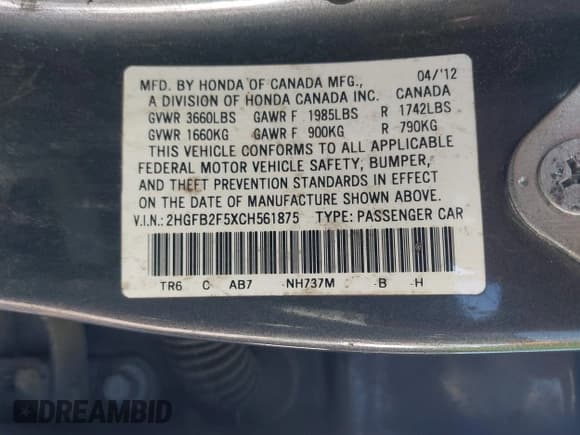 MFD. BY HONDA OF CANADA MFG., 04/'12
A DIVISION OF HONDA CANADA INC. CANADA
GVWR 3660LBS GAWR F 1985LBS R 1742LBS
GVWR 1660KG GAWR F 900KG R 790KG
THIS VEHICLE CONFORMS TO ALL APPLICABLE
FEDERAL MOTOR VEHICLE SAFETY, BUMPER,
AND THEFT PREVENTION STANDARDS IN EFFECT
ON THE DATE OF MANUFACTURE SHOWN ABOVE.
V.I.N.: 2HGFB2F5XCH561875 TYPE: PASSENGER CAR
TR6 C AB7 -NH737M -B -H
DREAMBID